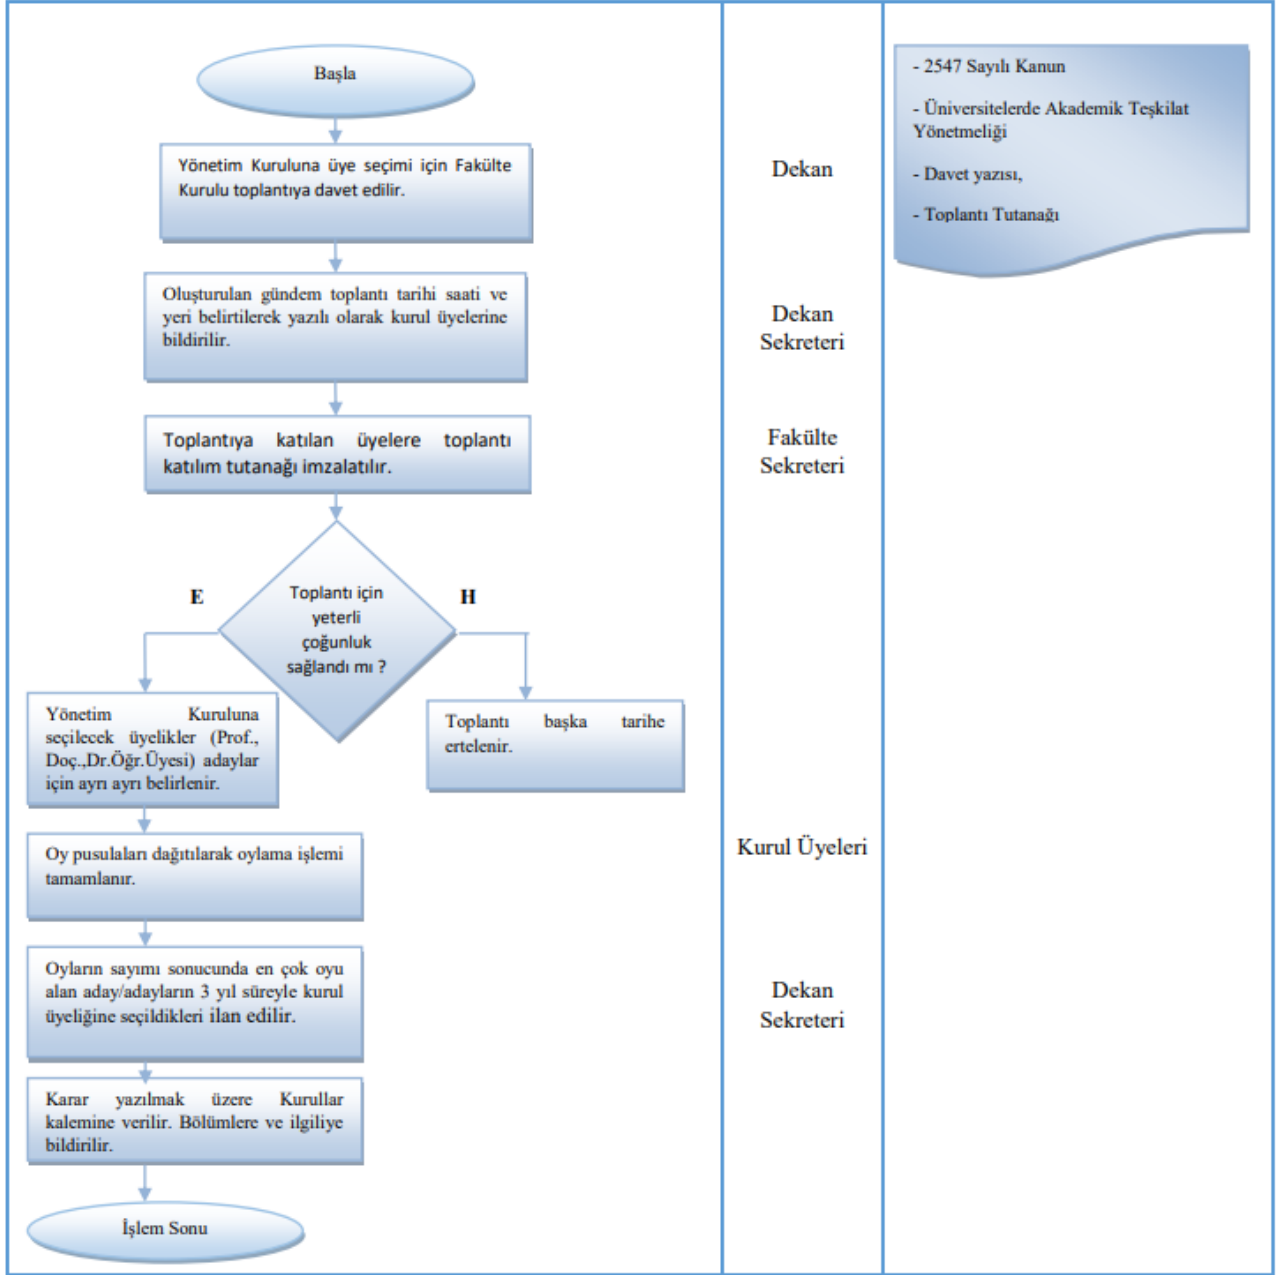 Başla
Yönetim Kuruluna üye seçimi için Fakülte
Kurulu toplantıya davet edilir.
Oluşturulan gündem toplantı tarihi saati ve
yeri belirtilerek yazılı olarak kurul üyelerine
bildirilir.
Toplantıya katılan üyelere toplantı
katılım tutanağı imzalatılır.
E
Toplantı için
yeterli
çoğunluk
sağlandı mı ?
H
Yönetim Kuruluna
seçilecek üyelikler (Prof.,
Doç.,Dr.Öğr.Üyesi) adaylar
için ayrı ayrı belirlenir.
Toplantı başka tarihe
ertelenir.
Oy pusulaları dağıtılarak oylama işlemi
tamamlanır.
Oyların sayımı sonucunda en çok oyu
alan aday/adayların 3 yıl süreyle kurul
üyeliğine seçildikleri ilan edilir.
Karar yazılmak üzere Kurullar
kalemine verilir. Bölümlere ve ilgiliye
bildirilir.
İşlem Sonu
Dekan
Dekan
Sekreteri
Fakülte
Sekreteri
Kurul Üyeleri
Dekan
Sekreteri
- 2547 Sayılı Kanun
- Üniversitelerde Akademik Teşkilat
Yönetmeliği
- Davet yazısı,
- Toplantı Tutanağı